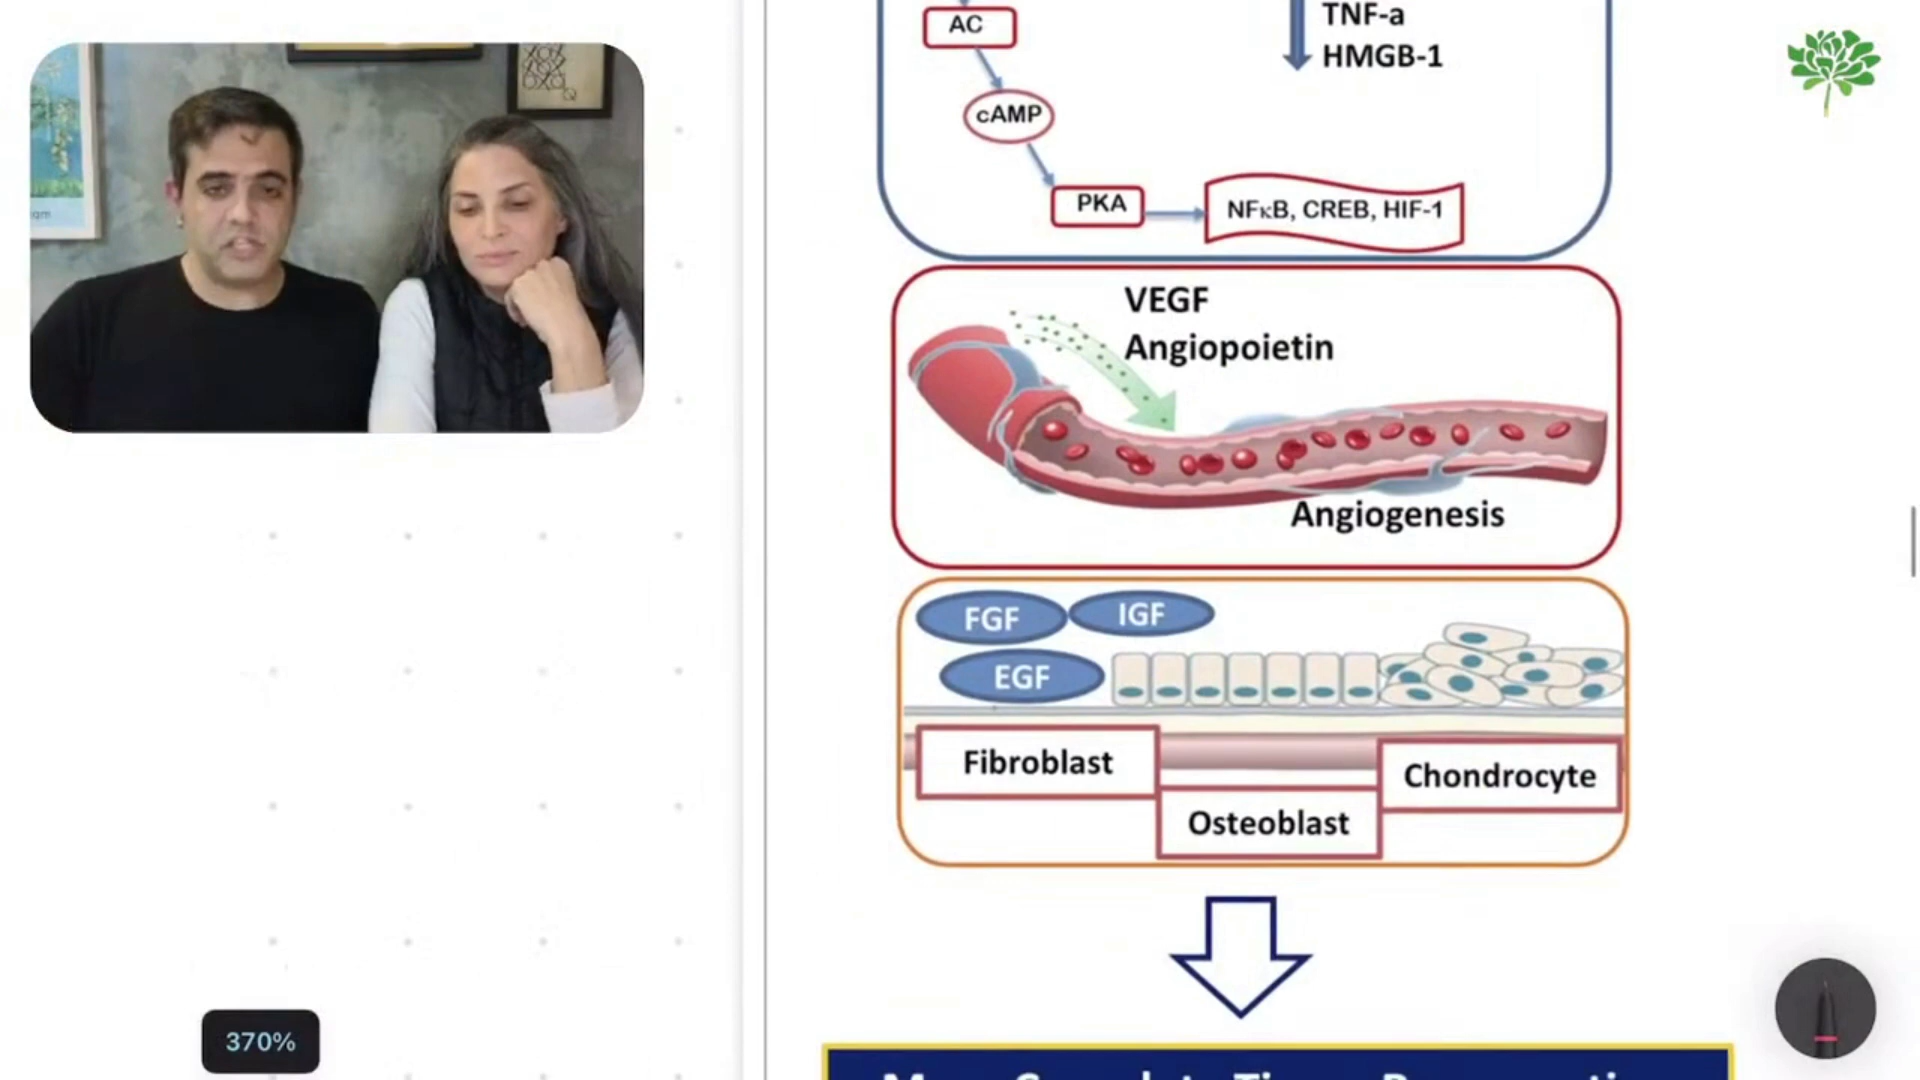 AC
TNF-a
HMGB-1
cAMP
PKA
NFκB, CREB, HIF-1
VEGF
Angiopoietin
Angiogenesis
FGF
IGF
EGF
Fibroblast
Chondrocyte
Osteoblast
370%